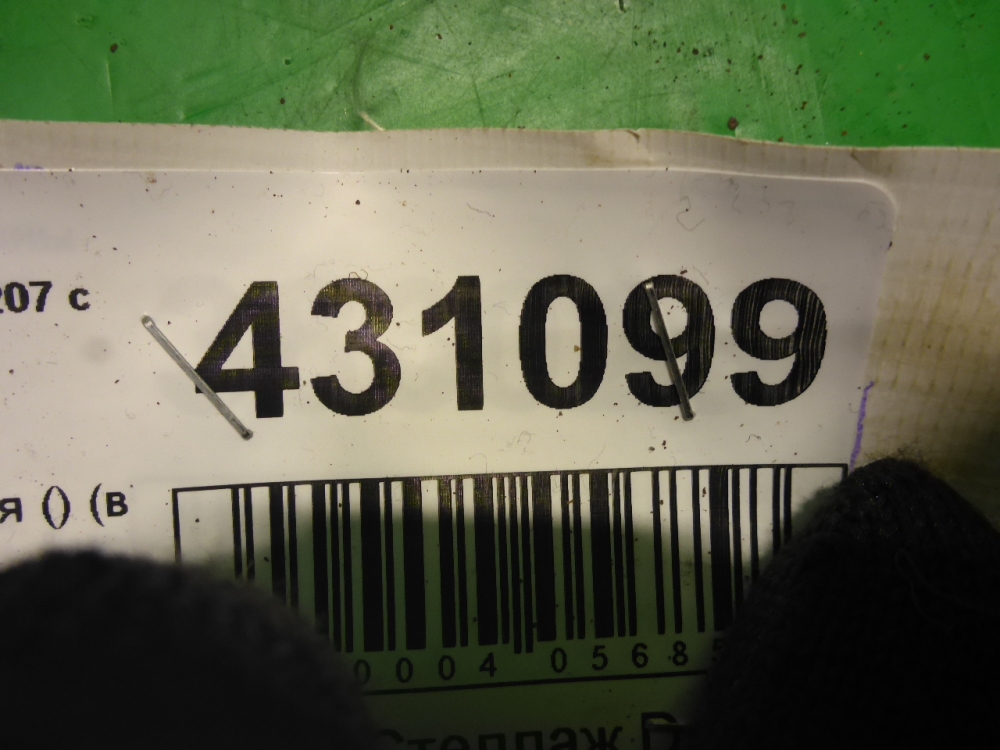 207 с
431099
я () (в
0004 0568
Стеллаж D